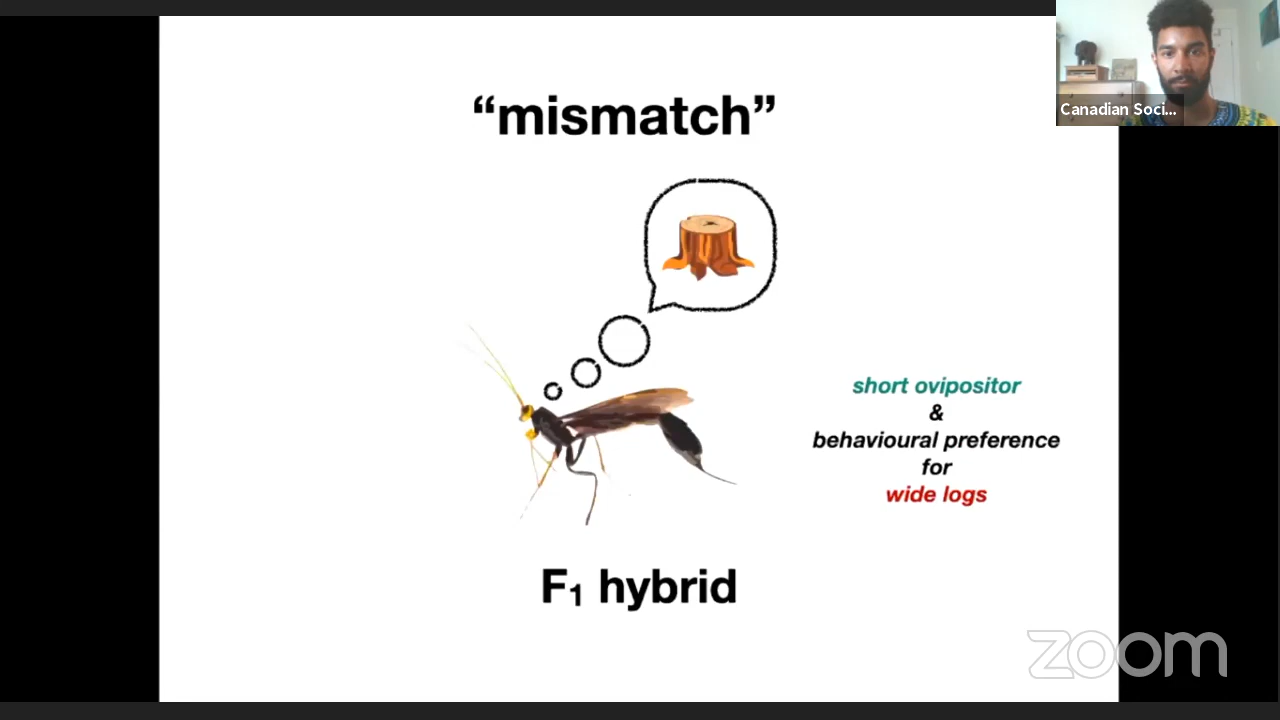 Canadian Soci...
“mismatch”
short ovipositor
&
behavioural preference
for
wide logs
F₁ hybrid
zoom